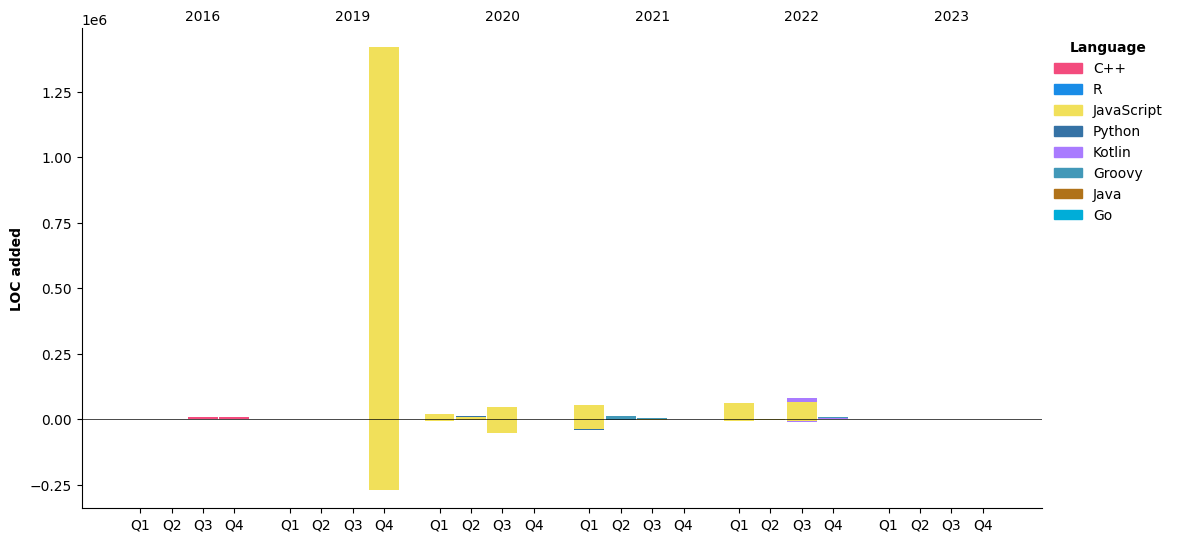 1e6
2016 2019 2020 2021 2022 2023
Language
C++
R
JavaScript
Python
Kotlin
Groovy
Java
Go
LOC added
1.25
1.00
0.75
0.50
0.25
0.00
−0.25
Q1 Q2 Q3 Q4 Q1 Q2 Q3 Q4 Q1 Q2 Q3 Q4 Q1 Q2 Q3 Q4 Q1 Q2 Q3 Q4 Q1 Q2 Q3 Q4